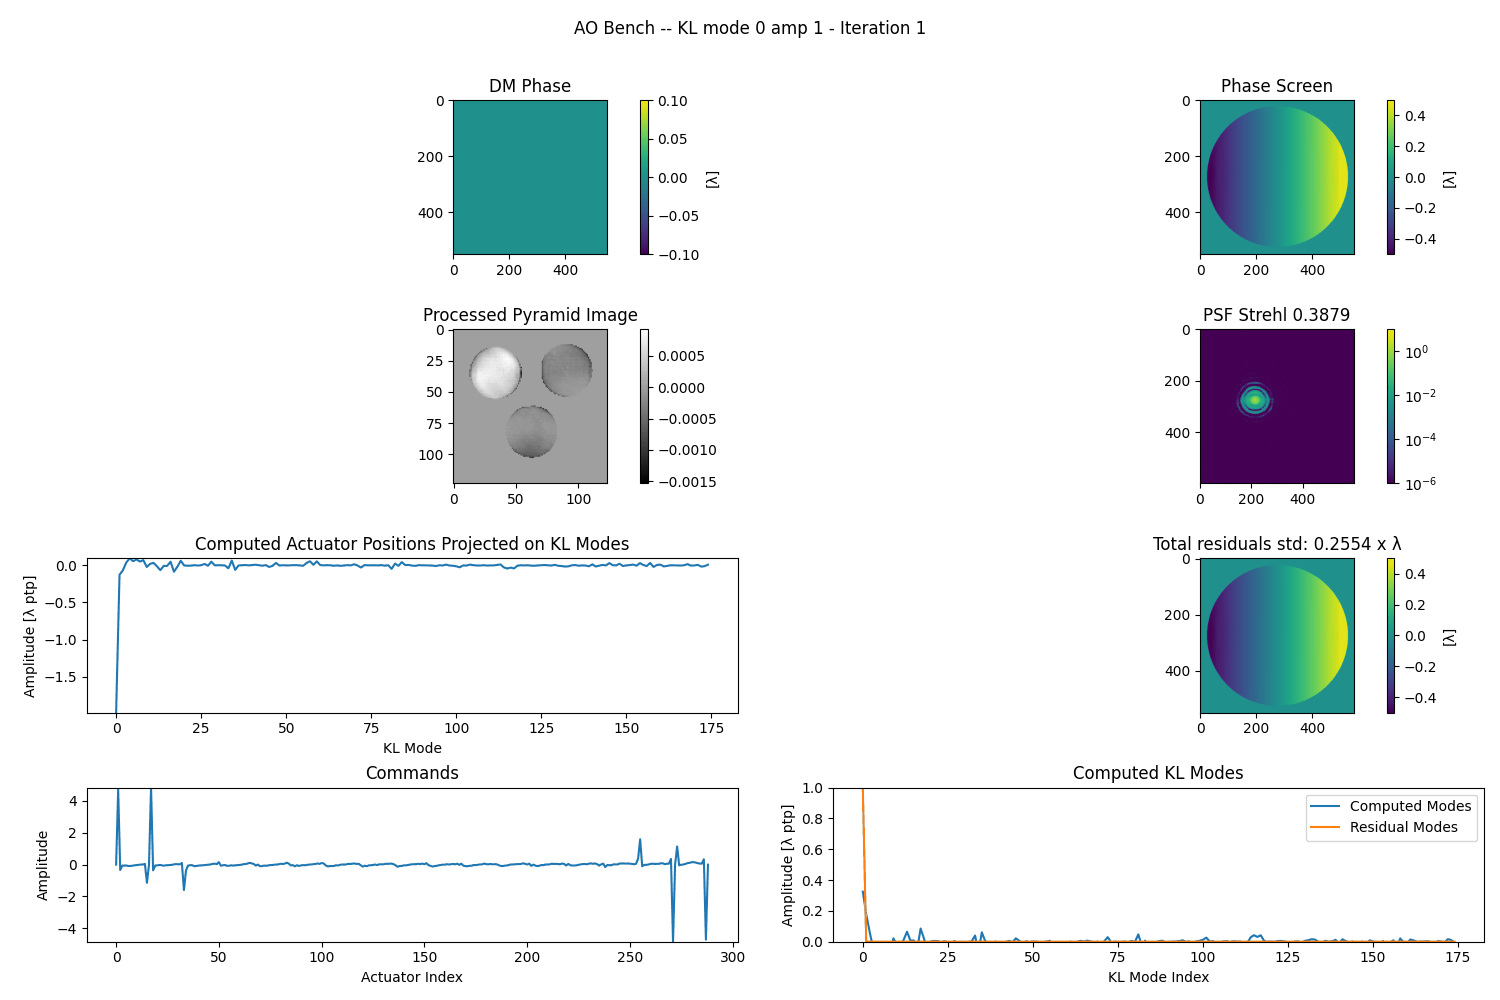 AO Bench -- KL mode 0 amp 1 - Iteration 1
DM Phase
0
200
400
0 200 400
0.10
0.05
0.00
−0.05
−0.10
[λ]
Phase Screen
0
200
400
0 200 400
0.4
0.2
0.0
−0.2
−0.4
[λ]
Processed Pyramid Image
0
25
50
75
100
0 50 100
0.0005
0.0000
−0.0005
−0.0010
−0.0015
PSF Strehl 0.3879
0
200
400
0 200 400
10⁰
10⁻²
10⁻⁴
10⁻⁶
Computed Actuator Positions Projected on KL Modes
Amplitude [λ ptp]
0.0
−0.5
−1.0
−1.5
0 25 50 75 100 125 150 175
KL Mode
Total residuals std: 0.2554 x λ
0
200
400
0 200 400
0.4
0.2
0.0
−0.2
−0.4
[λ]
Commands
Amplitude
4
2
0
−2
−4
0 50 100 150 200 250 300
Actuator Index
Computed KL Modes
Amplitude [λ ptp]
1.0
0.8
0.6
0.4
0.2
0.0
0 25 50 75 100 125 150 175
KL Mode Index
Computed Modes
Residual Modes